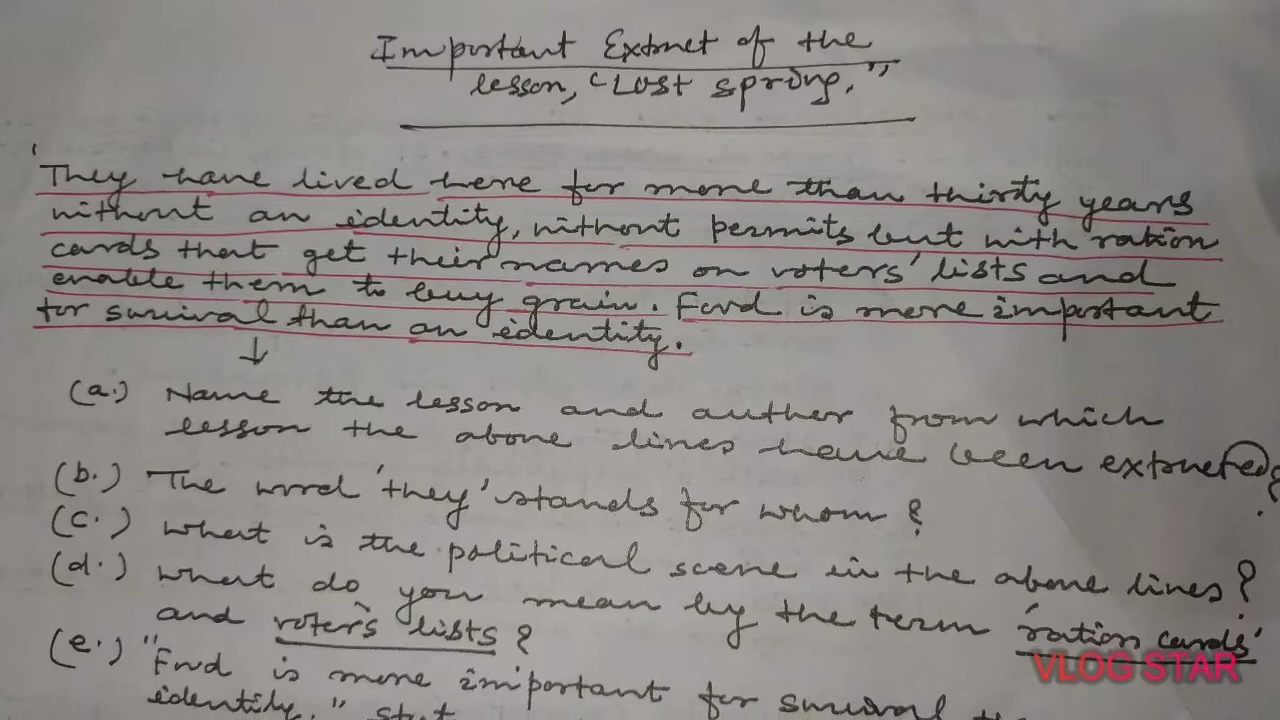 Important Extract of the
lesson, "Lost spring."
'They have lived here for more than thirty years
without an identity, without permits but with ration
cards that get their names on voters' lists and
enable them to buy grain. Food is more important
for survival than an identity.
(a.) Name the lesson and auther from which
lesson the above lines have been extracted?
(b.) The word 'they' stands for whom?
(c.) What is the political scene in the above lines?
(d.) What do you mean by the term 'ration cards'
and voter's lists?
(e.) "Food is more important for survival
identity."
VLOG STAR